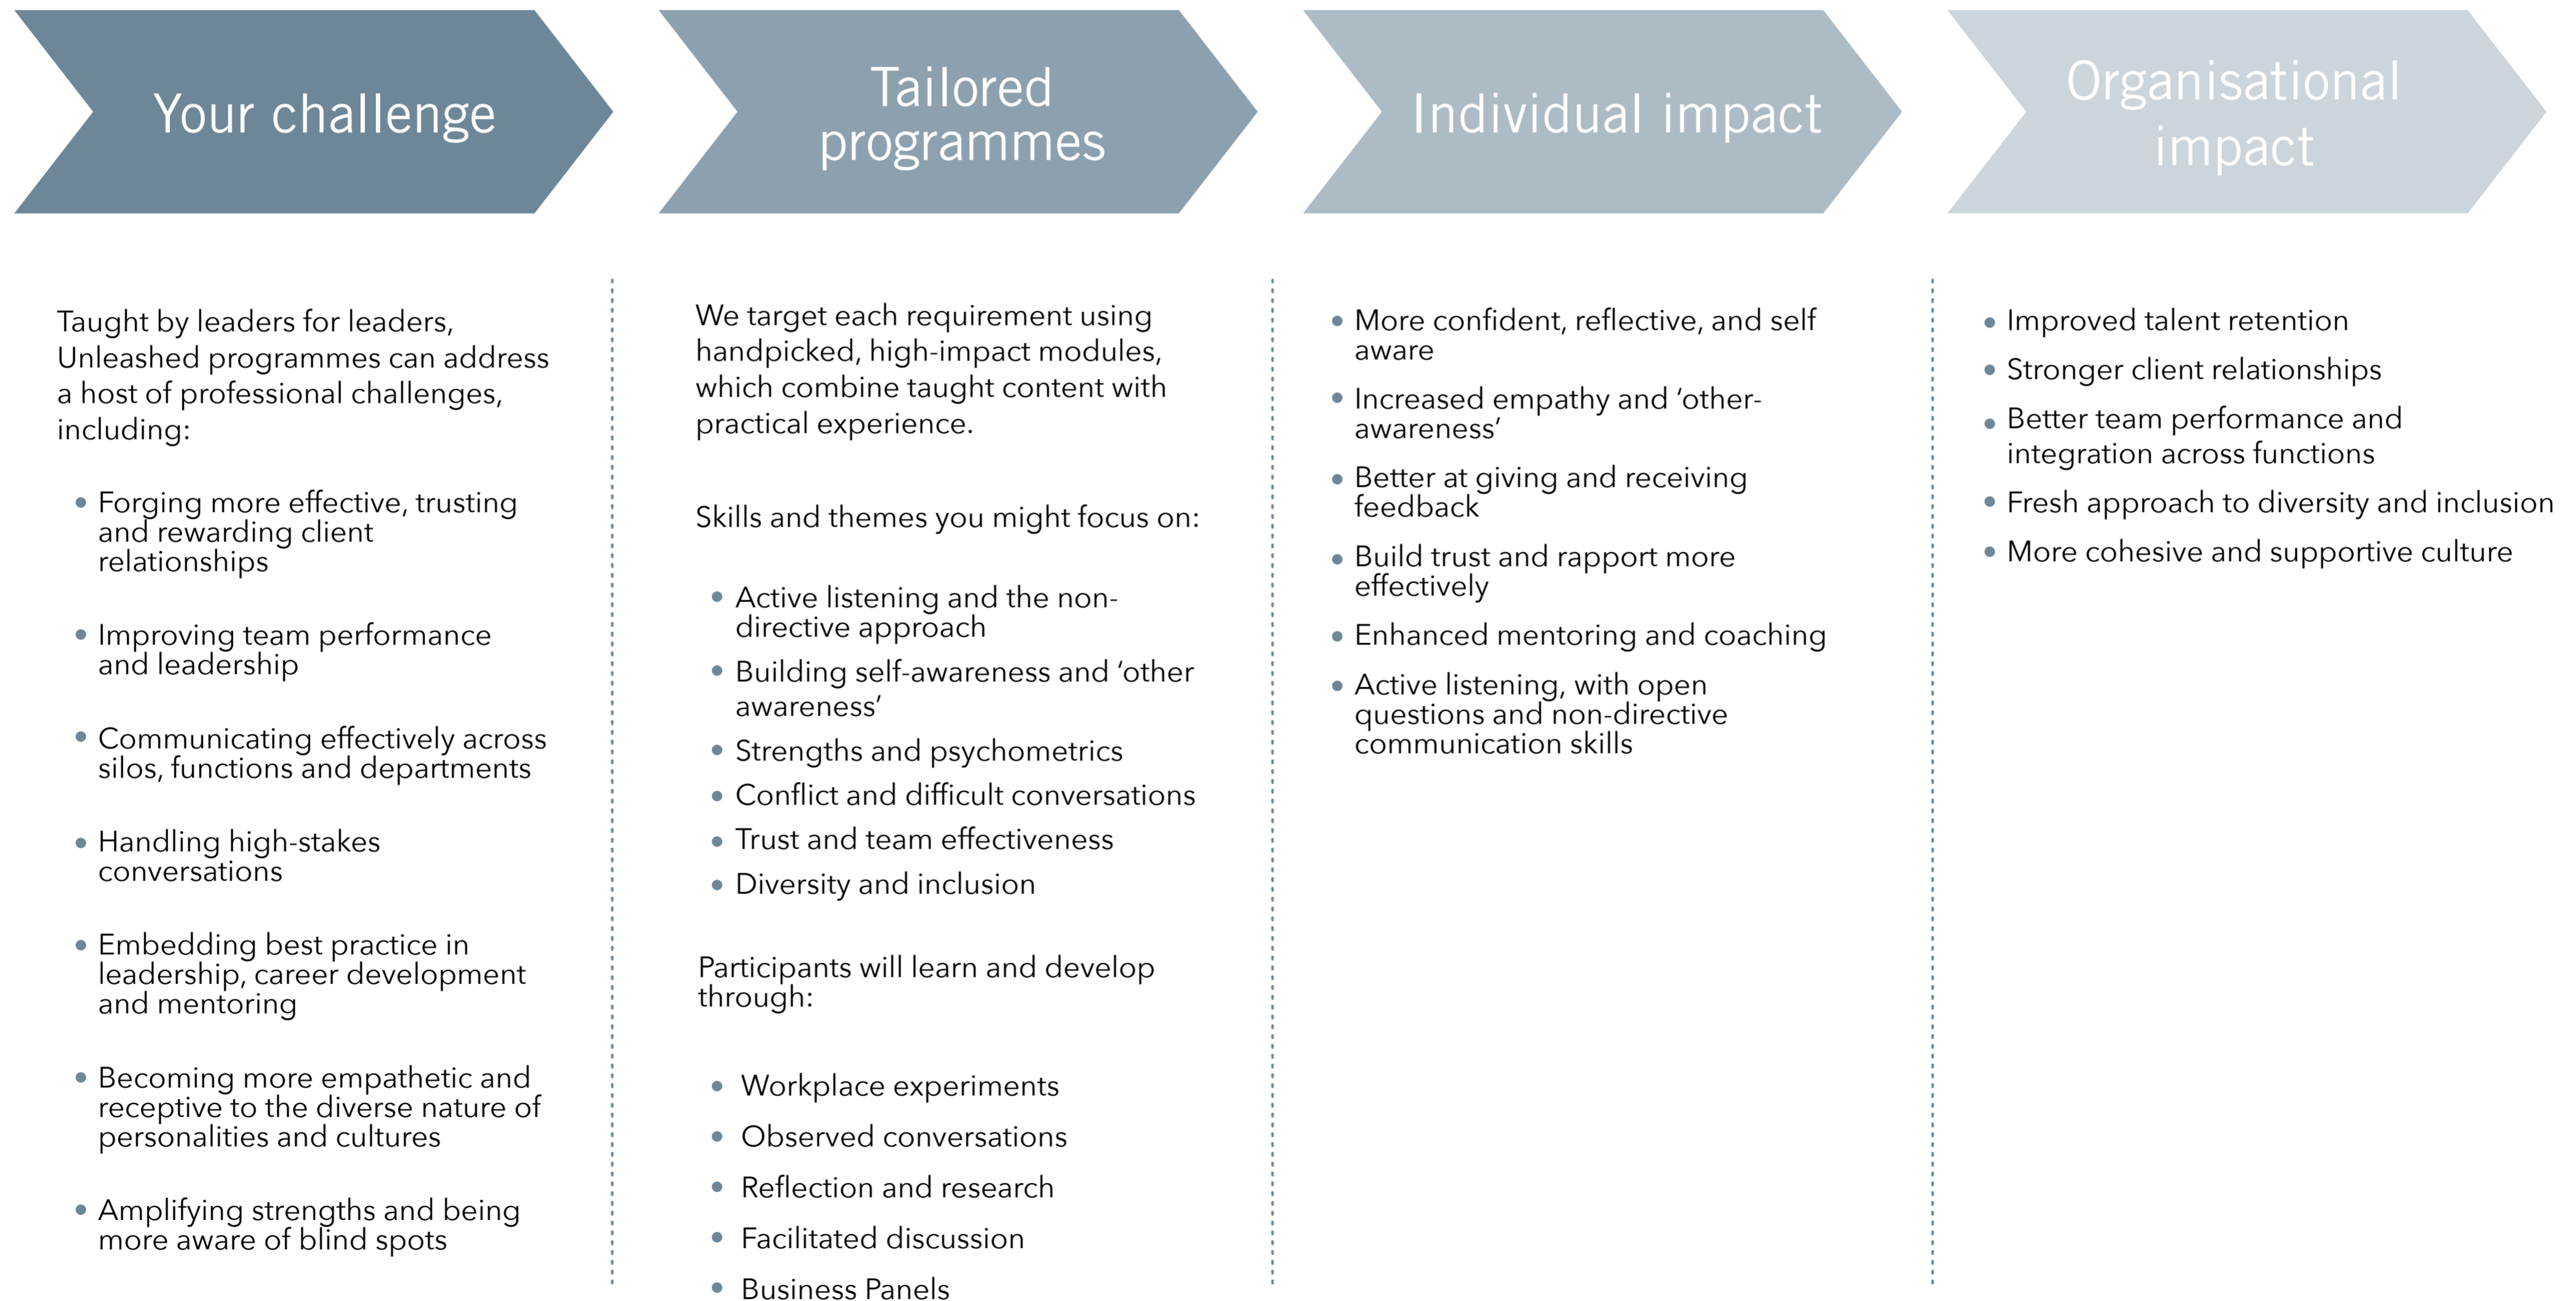 Your challenge
Taught by leaders for leaders,
Unleashed programmes can address
a host of professional challenges,
including:
• Forging more effective, trusting
and rewarding client
relationships
• Improving team performance
and leadership
• Communicating effectively across
silos, functions and departments
• Handling high-stakes
conversations
• Embedding best practice in
leadership, career development
and mentoring
• Becoming more empathetic and
receptive to the diverse nature of
personalities and cultures
• Amplifying strengths and being
more aware of blind spots
Tailored
programmes
We target each requirement using
handpicked, high-impact modules,
which combine taught content with
practical experience.
Skills and themes you might focus on:
• Active listening and the non-
directive approach
• Building self-awareness and ‘other
awareness’
• Strengths and psychometrics
• Conflict and difficult conversations
• Trust and team effectiveness
• Diversity and inclusion
Participants will learn and develop
through:
• Workplace experiments
• Observed conversations
• Reflection and research
• Facilitated discussion
• Business Panels
Individual impact
• More confident, reflective, and self
aware
• Increased empathy and ‘other-
awareness’
• Better at giving and receiving
feedback
• Build trust and rapport more
effectively
• Enhanced mentoring and coaching
• Active listening, with open
questions and non-directive
communication skills
Organisational
impact
• Improved talent retention
• Stronger client relationships
• Better team performance and
integration across functions
• Fresh approach to diversity and inclusion
• More cohesive and supportive culture